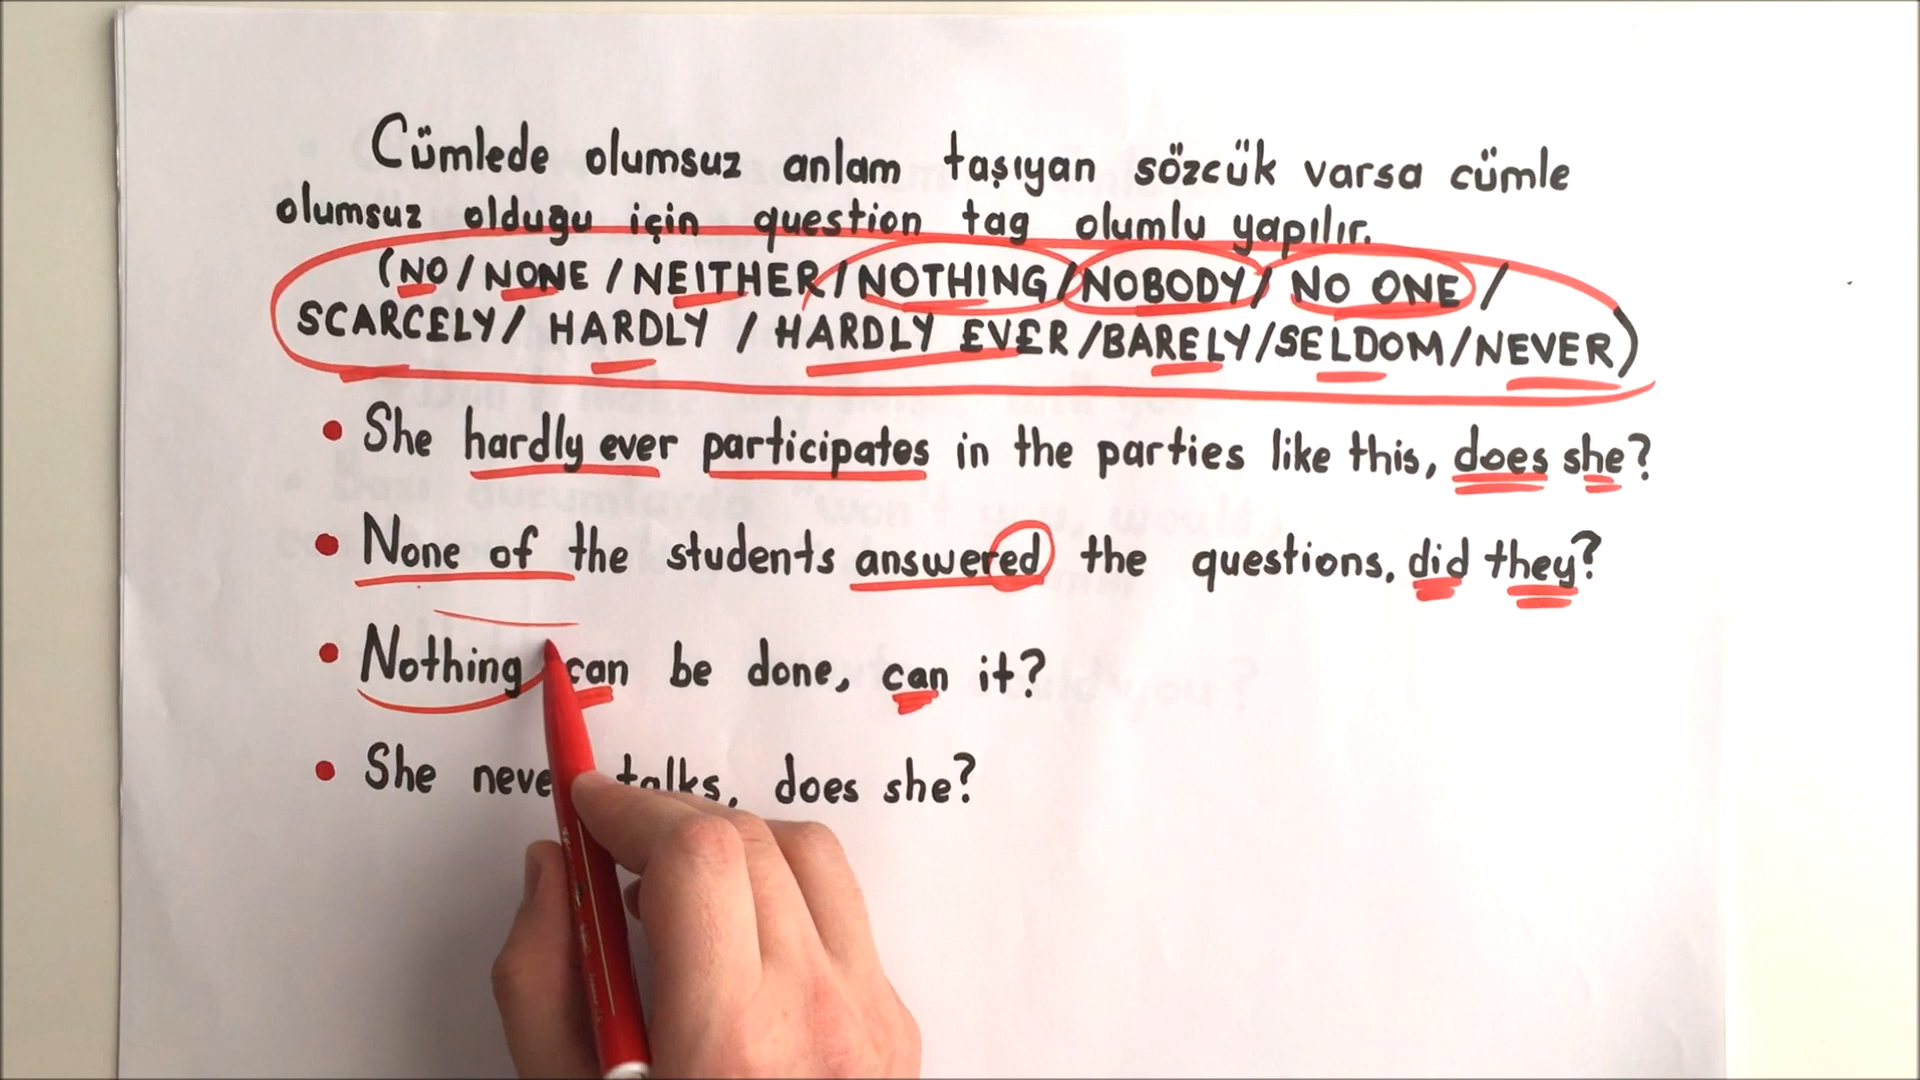 Cümlede olumsuz anlam taşıyan sözcük varsa cümle
olumsuz olduğu için question tag olumlu yapılır.
(NO / NONE / NEITHER / NOTHING / NOBODY / NO ONE /
SCARCELY / HARDLY / HARDLY EVER / BARELY / SELDOM / NEVER)
• She hardly ever participates in the parties like this, does she?
• None of the students answered the questions, did they?
• Nothing can be done, can it?
• She neve talks, does she?